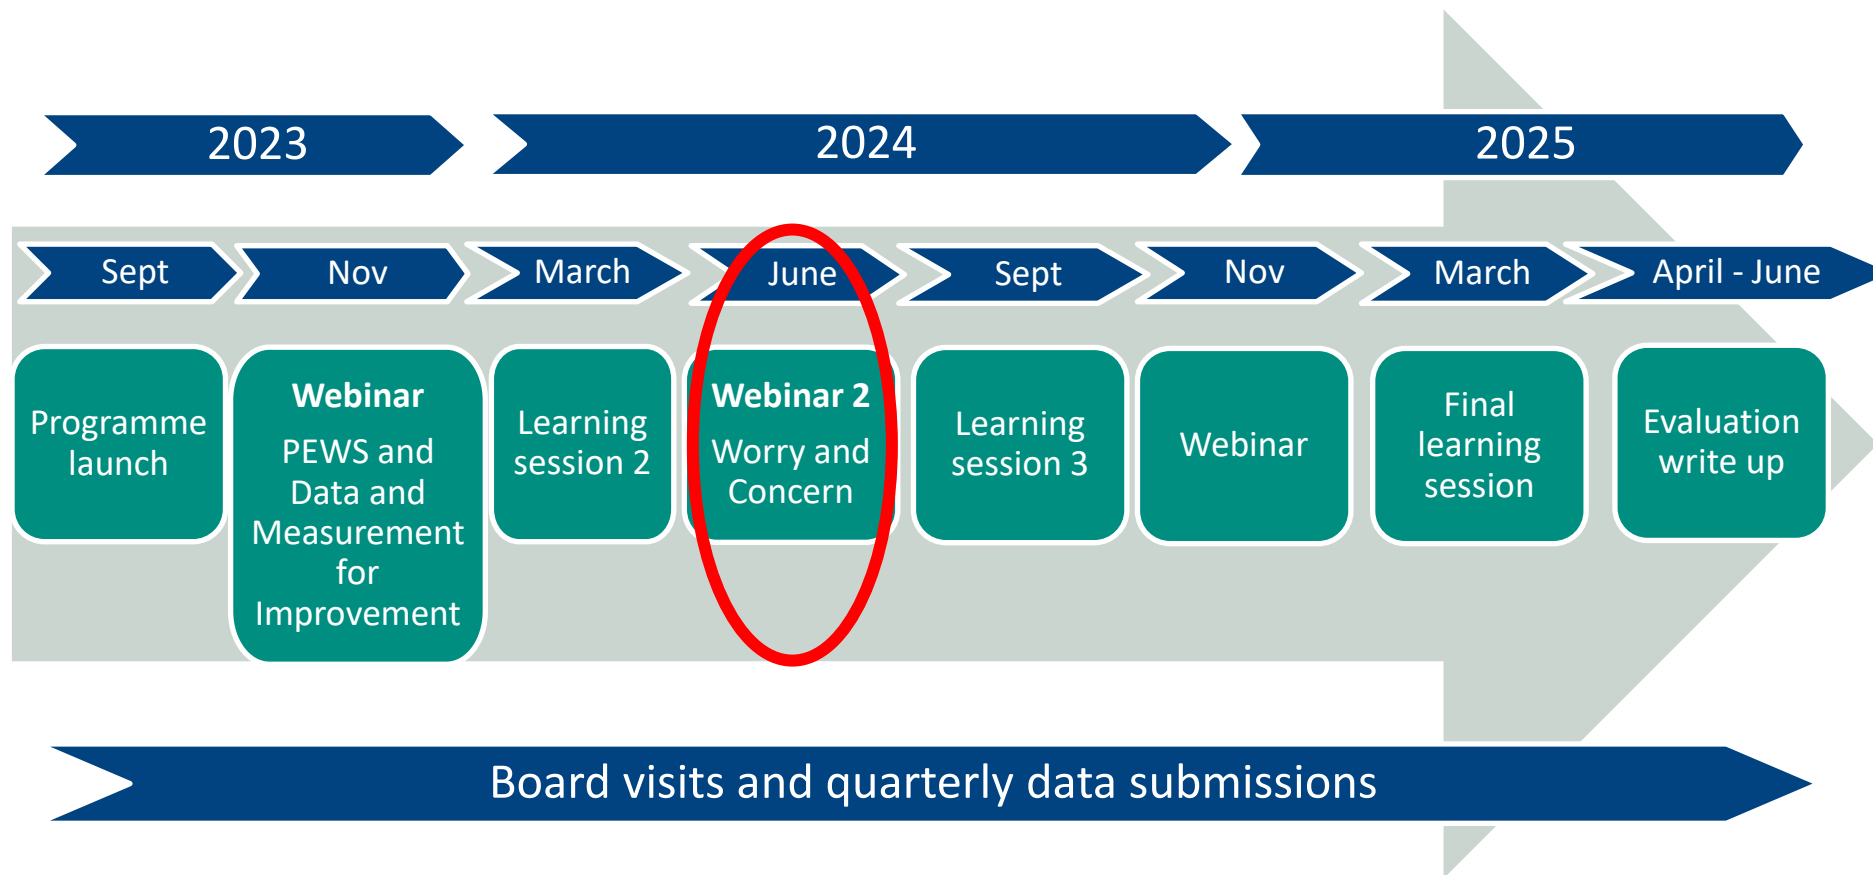 2023
2024
2025
Sept
Nov
March
June
Sept
Nov
March
April - June
Programme
launch
Webinar
PEWS and
Data and
Measurement
for
Improvement
Learning
session 2
Webinar 2
Worry and
Concern
Learning
session 3
Webinar
Final
learning
session
Evaluation
write up
Board visits and quarterly data submissions